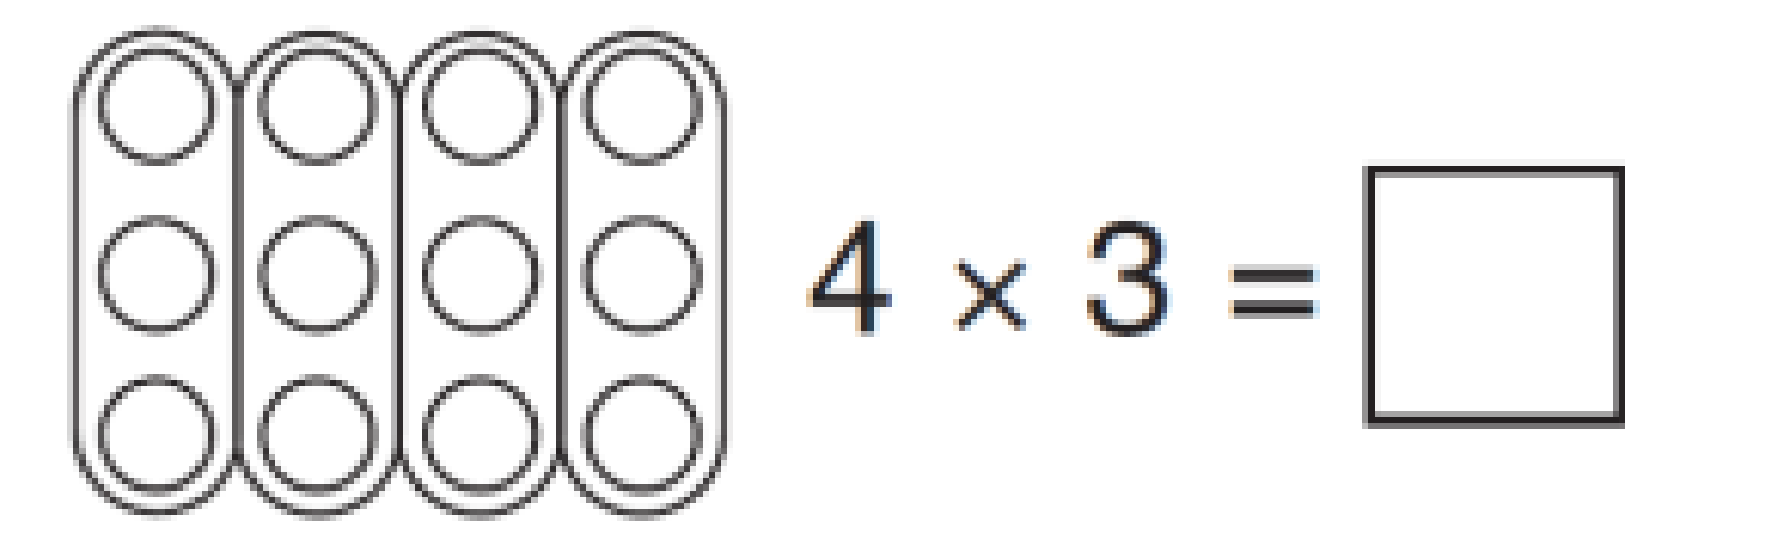 4 × 3 =